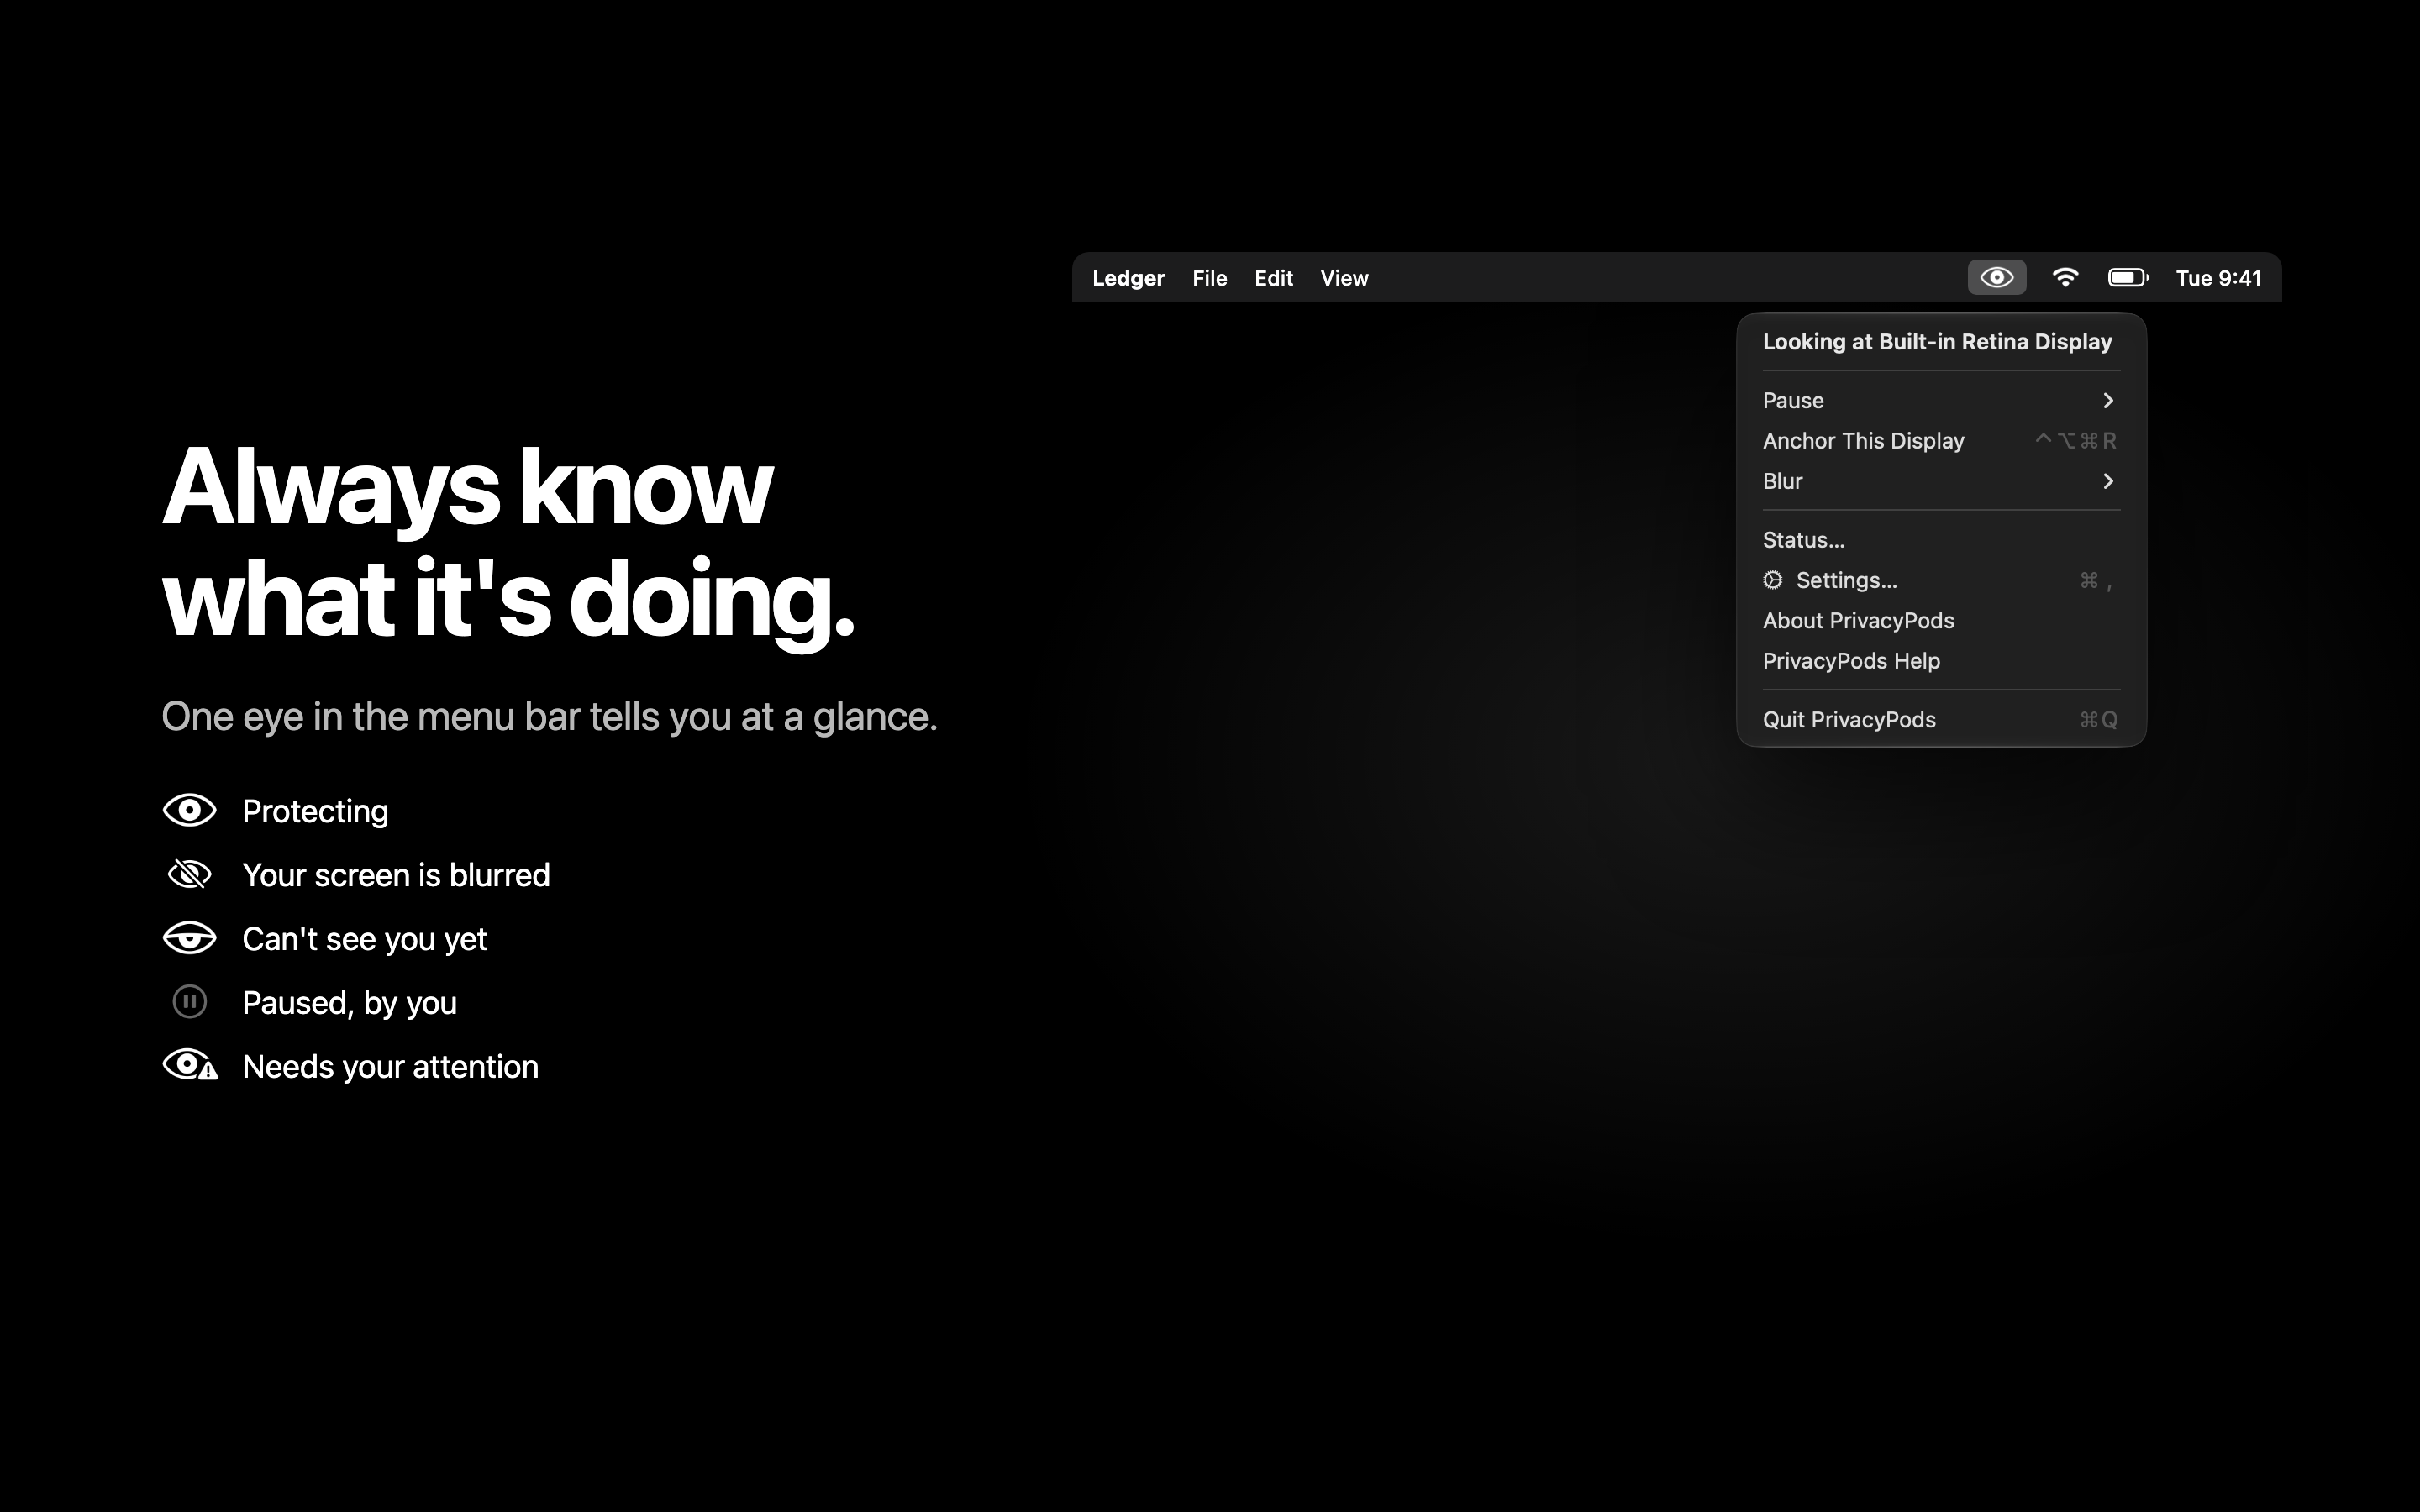 Ledger File Edit View Tue 9:41
Looking at Built-in Retina Display
Pause
Anchor This Display ⌃⌥⌘R
Blur
Status...
Settings... ⌘,
About PrivacyPods
PrivacyPods Help
Quit PrivacyPods ⌘Q
Always know
what it's doing.
One eye in the menu bar tells you at a glance.
Protecting
Your screen is blurred
Can't see you yet
Paused, by you
Needs your attention